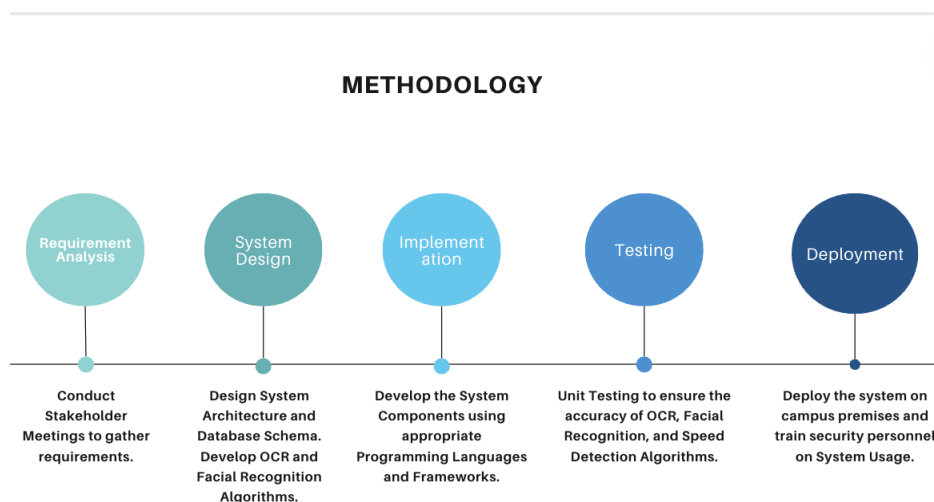 METHODOLOGY
Requirement
Analysis
System
Design
Implement
ation
Testing
Deployment
Conduct
Stakeholder
Meetings to gather
requirements.
Design System
Architecture and
Database Schema.
Develop OCR and
Facial Recognition
Algorithms.
Develop the System
Components using
appropriate
Programming Languages
and Frameworks.
Unit Testing to ensure the
accuracy of OCR, Facial
Recognition, and Speed
Detection Algorithms.
Deploy the system on
campus premises and
train security personnel
on System Usage.